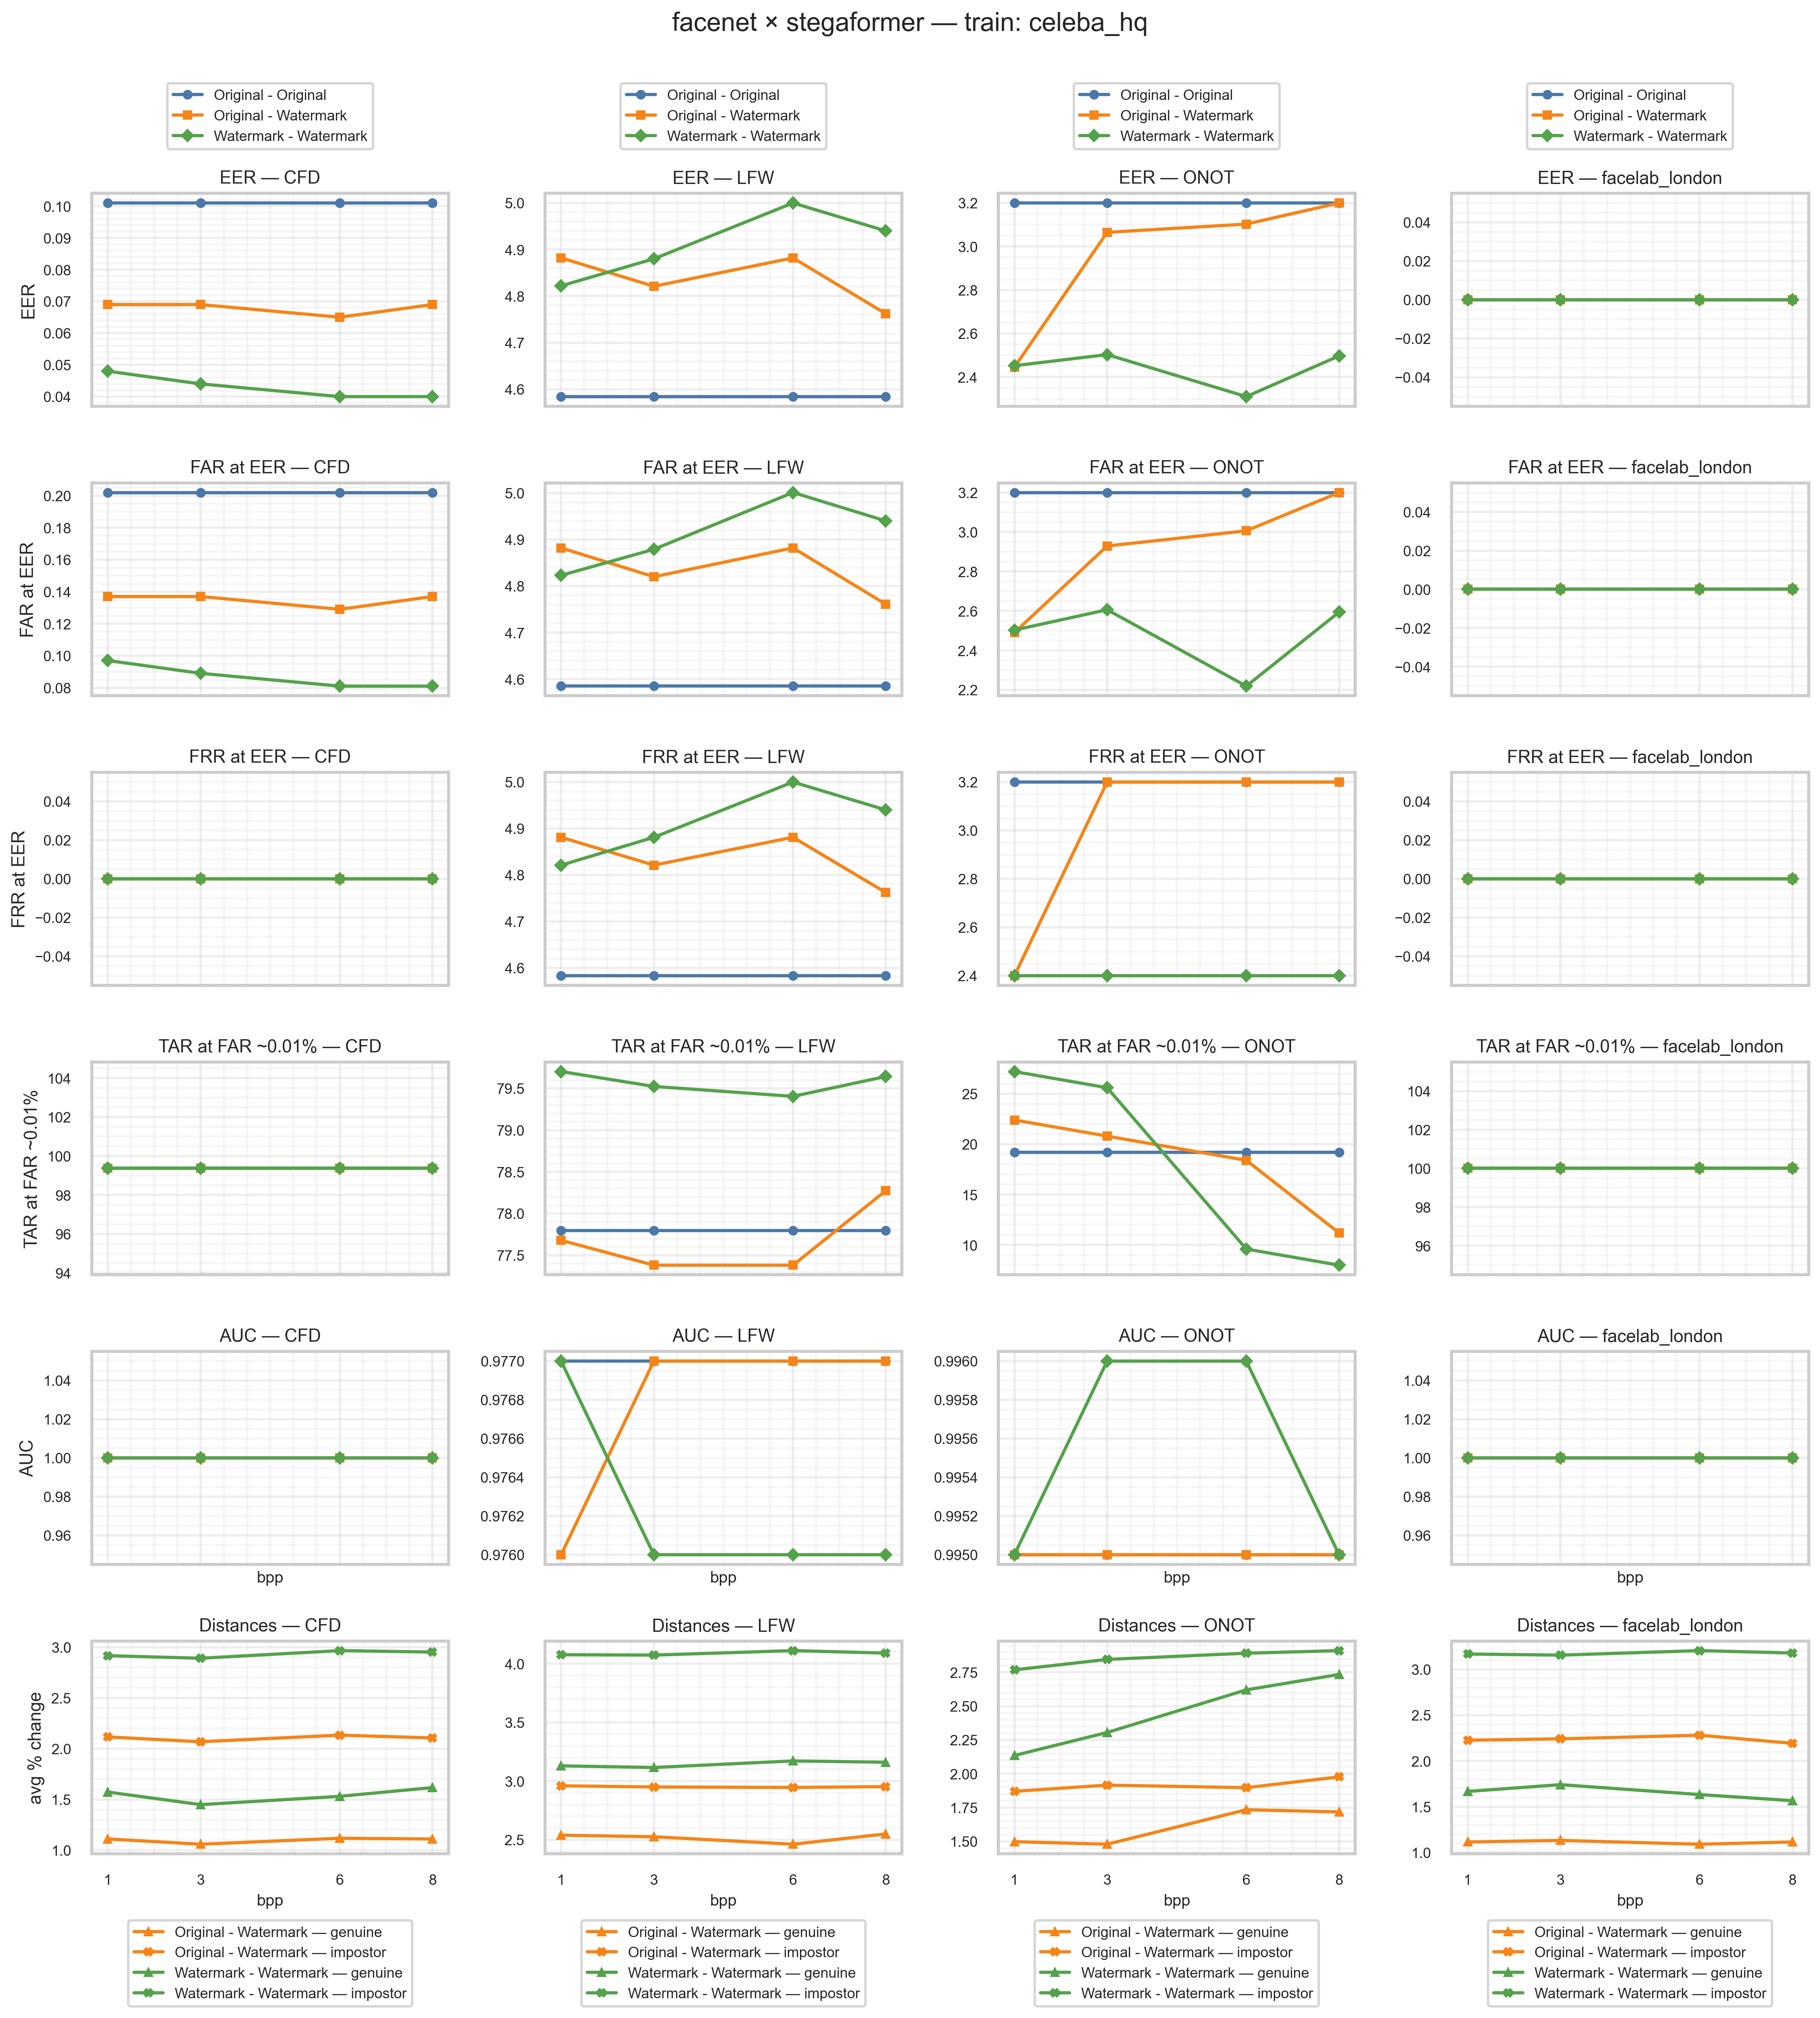 facenet × stegaformer — train: celeba_hq
Original - Original
Original - Watermark
Watermark - Watermark
Original - Original
Original - Watermark
Watermark - Watermark
Original - Original
Original - Watermark
Watermark - Watermark
Original - Original
Original - Watermark
Watermark - Watermark
EER — CFD
EER — LFW
EER — ONOT
EER — facelab_london
EER
0.10
0.09
0.08
0.07
0.06
0.05
0.04
5.0
4.9
4.8
4.7
4.6
3.2
3.0
2.8
2.6
2.4
0.04
0.02
0.00
−0.02
−0.04
FAR at EER — CFD
FAR at EER — LFW
FAR at EER — ONOT
FAR at EER — facelab_london
FAR at EER
0.20
0.18
0.16
0.14
0.12
0.10
0.08
5.0
4.9
4.8
4.7
4.6
3.2
3.0
2.8
2.6
2.4
2.2
0.04
0.02
0.00
−0.02
−0.04
FRR at EER — CFD
FRR at EER — LFW
FRR at EER — ONOT
FRR at EER — facelab_london
FRR at EER
0.04
0.02
0.00
−0.02
−0.04
5.0
4.9
4.8
4.7
4.6
3.2
3.0
2.8
2.6
2.4
0.04
0.02
0.00
−0.02
−0.04
TAR at FAR ~0.01% — CFD
TAR at FAR ~0.01% — LFW
TAR at FAR ~0.01% — ONOT
TAR at FAR ~0.01% — facelab_london
TAR at FAR ~0.01%
104
102
100
98
96
94
79.5
79.0
78.5
78.0
77.5
25
20
15
10
104
102
100
98
96
AUC — CFD
AUC — LFW
AUC — ONOT
AUC — facelab_london
AUC
1.04
1.02
1.00
0.98
0.96
bpp
0.9770
0.9768
0.9766
0.9764
0.9762
0.9760
bpp
0.9960
0.9958
0.9956
0.9954
0.9952
0.9950
bpp
1.04
1.02
1.00
0.98
0.96
bpp
Distances — CFD
Distances — LFW
Distances — ONOT
Distances — facelab_london
avg % change
3.0
2.5
2.0
1.5
1.0
1 3 6 8
bpp
4.0
3.5
3.0
2.5
1 3 6 8
bpp
2.75
2.50
2.25
2.00
1.75
1.50
1 3 6 8
bpp
3.0
2.5
2.0
1.5
1.0
1 3 6 8
bpp
Original - Watermark — genuine
Original - Watermark — impostor
Watermark - Watermark — genuine
Watermark - Watermark — impostor
Original - Watermark — genuine
Original - Watermark — impostor
Watermark - Watermark — genuine
Watermark - Watermark — impostor
Original - Watermark — genuine
Original - Watermark — impostor
Watermark - Watermark — genuine
Watermark - Watermark — impostor
Original - Watermark — genuine
Original - Watermark — impostor
Watermark - Watermark — genuine
Watermark - Watermark — impostor